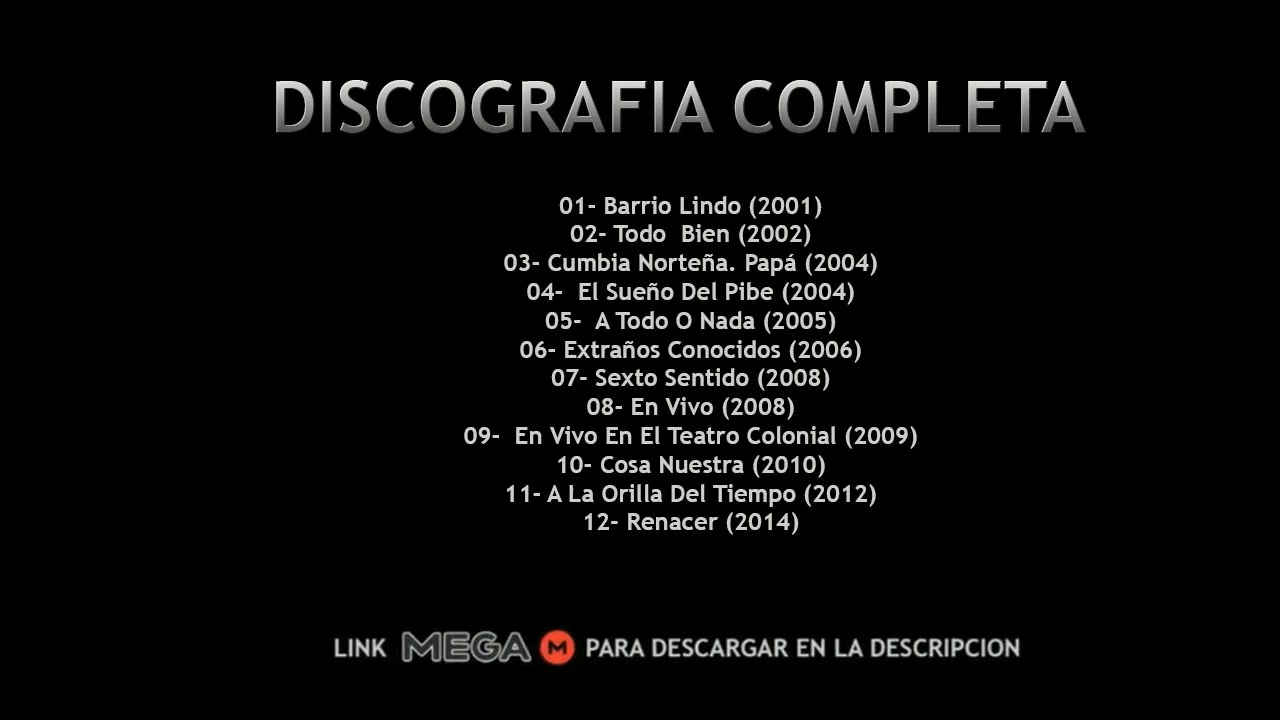 DISCOGRAFIA COMPLETA
01- Barrio Lindo (2001)
02- Todo  Bien (2002)
03- Cumbia Norteña. Papá (2004)
04-  El Sueño Del Pibe (2004)
05-  A Todo O Nada (2005)
06- Extraños Conocidos (2006)
07- Sexto Sentido (2008)
08- En Vivo (2008)
09-  En Vivo En El Teatro Colonial (2009)
10- Cosa Nuestra (2010)
11- A La Orilla Del Tiempo (2012)
12- Renacer (2014)
LINK MEGA M PARA DESCARGAR EN LA DESCRIPCION